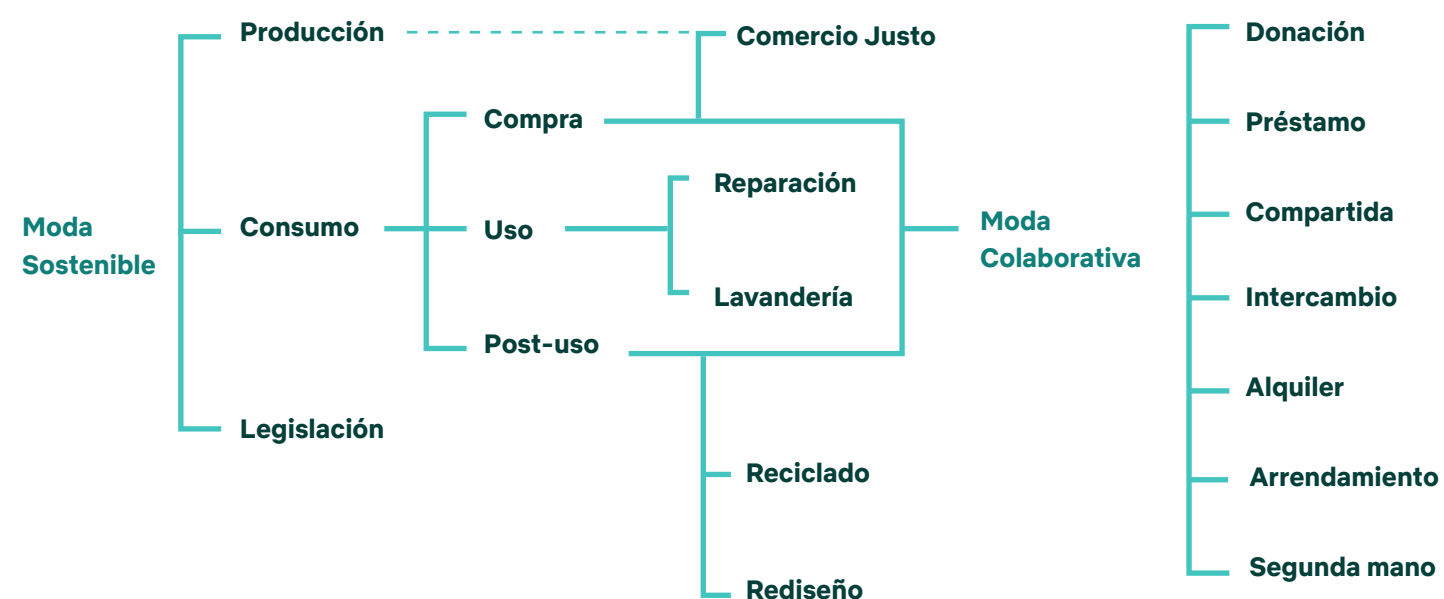 Producción
Comercio Justo
Donación
Compra
Préstamo
Reparación
Compartida
Moda
Sostenible
Consumo
Uso
Moda
Colaborativa
Lavandería
Intercambio
Post-uso
Alquiler
Legislación
Reciclado
Arrendamiento
Rediseño
Segunda mano